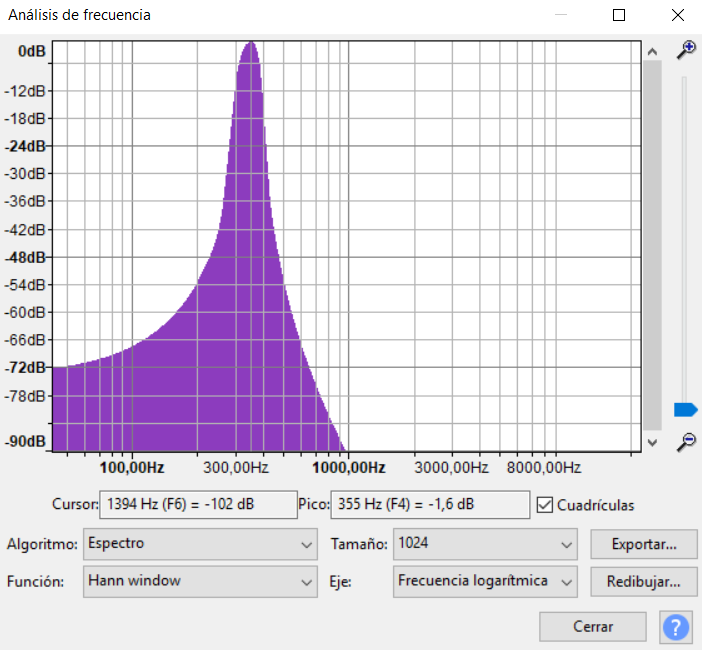 Análisis de frecuencia
0dB
-12dB
-18dB
-24dB
-30dB
-36dB
-42dB
-48dB
-54dB
-60dB
-66dB
-72dB
-78dB
-90dB
100,00Hz 300,00Hz 1000,00Hz 3000,00Hz 8000,00Hz
Cursor: 1394 Hz (F6) = -102 dB Pico: 355 Hz (F4) = -1,6 dB Cuadrículas
Algoritmo: Espectro Tamaño: 1024 Exportar...
Función: Hann window Eje: Frecuencia logarítmica Redibujar...
Cerrar ?